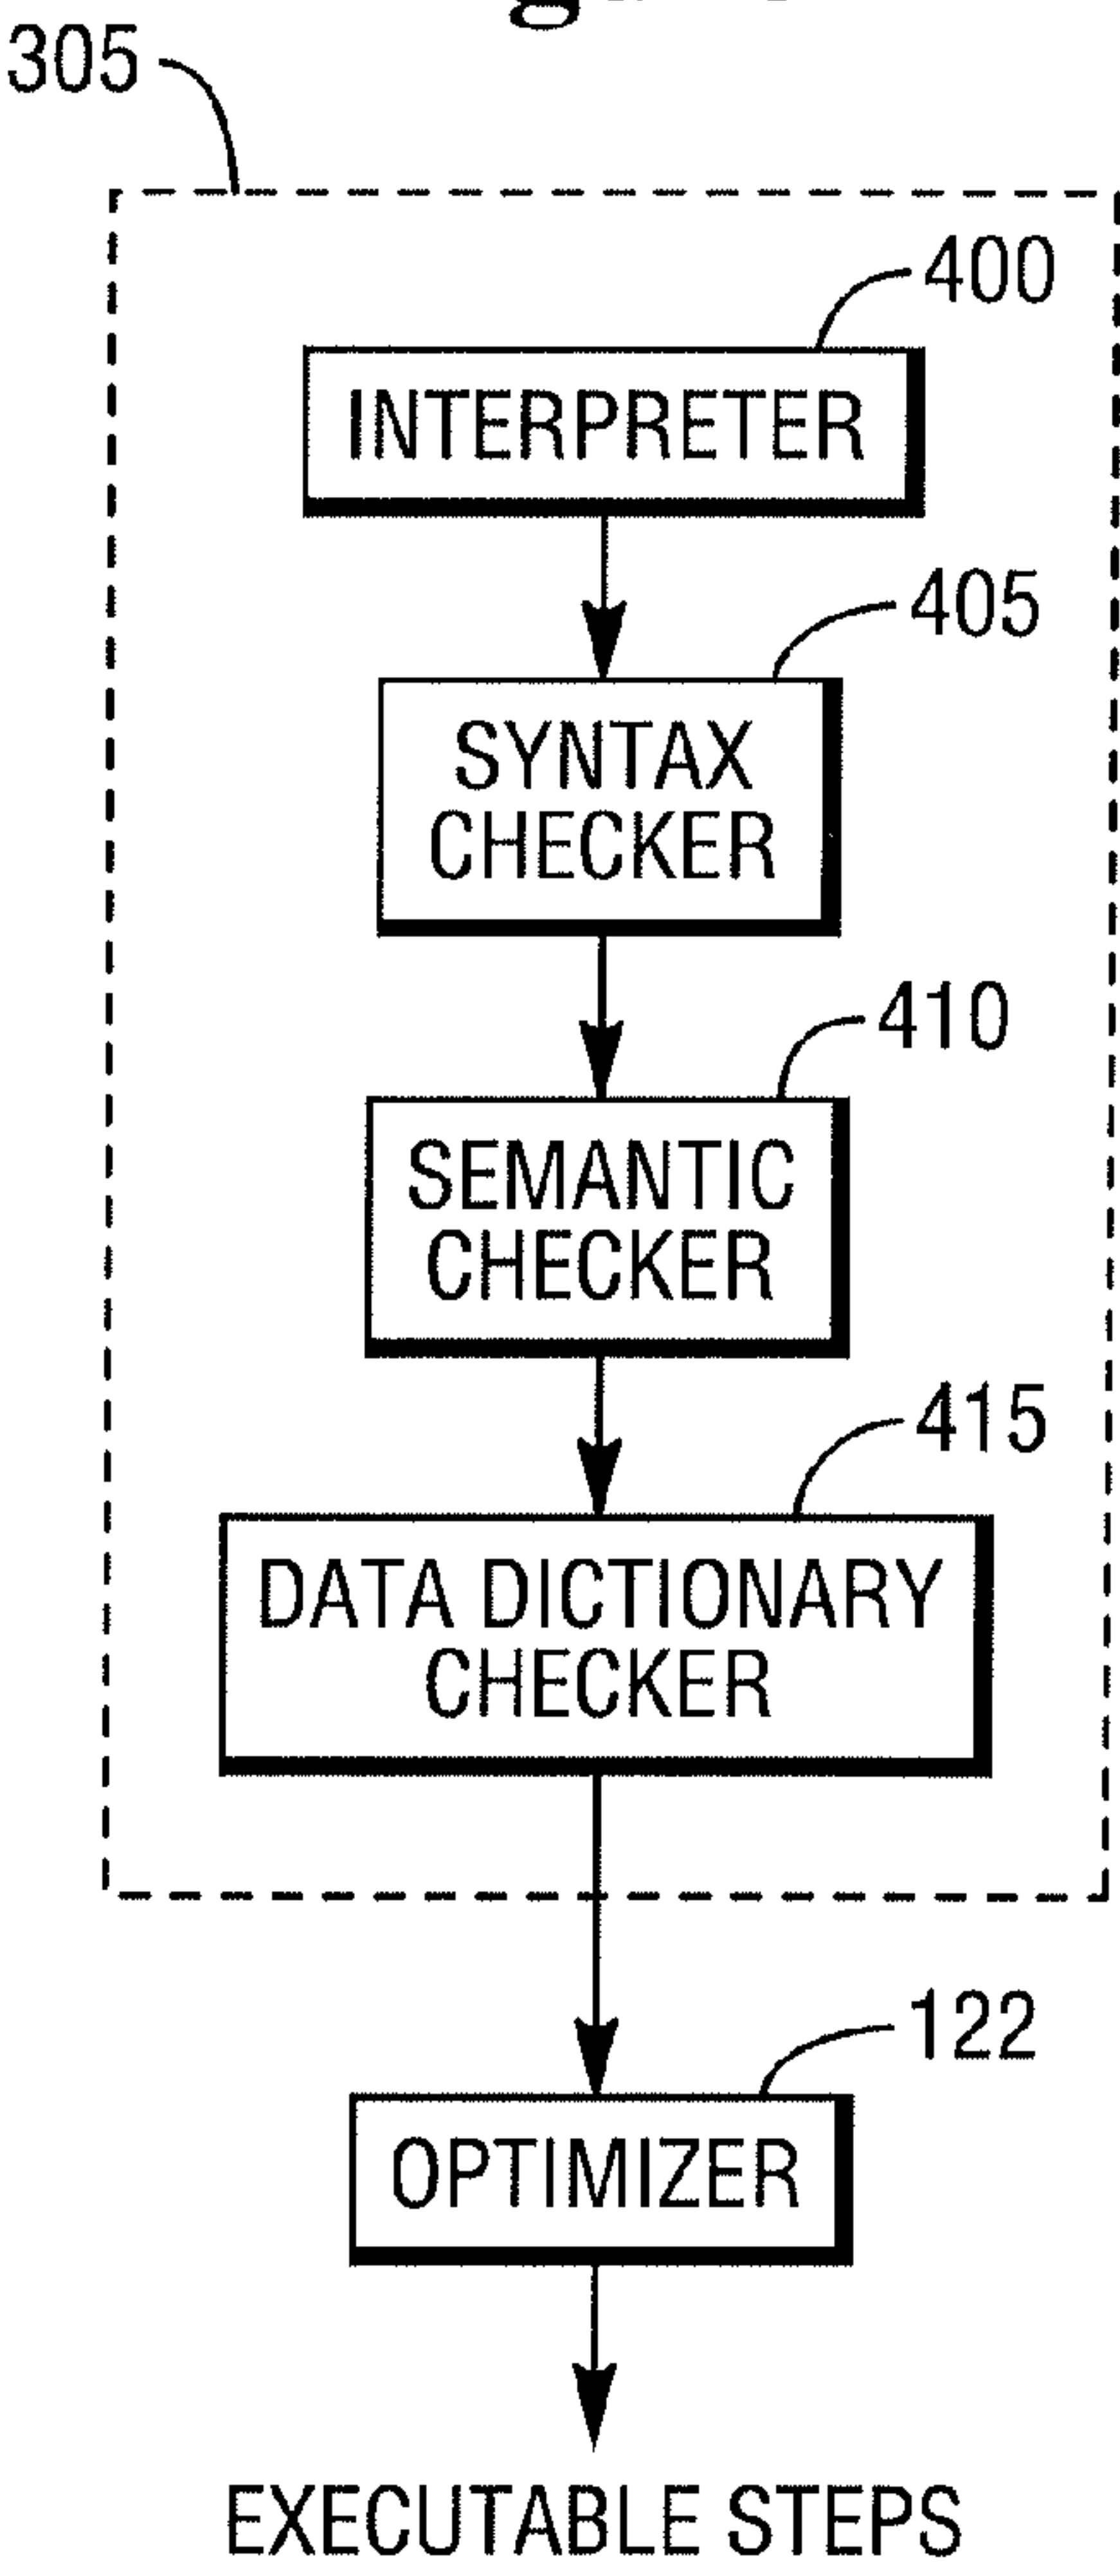 305
400
INTERPRETER
405
SYNTAX
CHECKER
410
SEMANTIC
CHECKER
415
DATA DICTIONARY
CHECKER
122
OPTIMIZER
EXECUTABLE STEPS